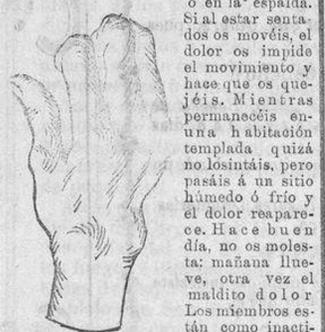 ó en la espalda.
Si al estar senta-
dos os movéis, el
dolor os impide
el movimiento y
hace que os que-
jéis. Mientras
permanecéis en-
una habitación
templada quizá
no losintáis, pero
pasáis á un sitio
húmedo ó frío y
el dolor reapare-
ce. Hace buen
día, no os moles-
ta: mañana llue-
ve, otra vez el
maldito dolor
Los miembros es-
tán como inacti-